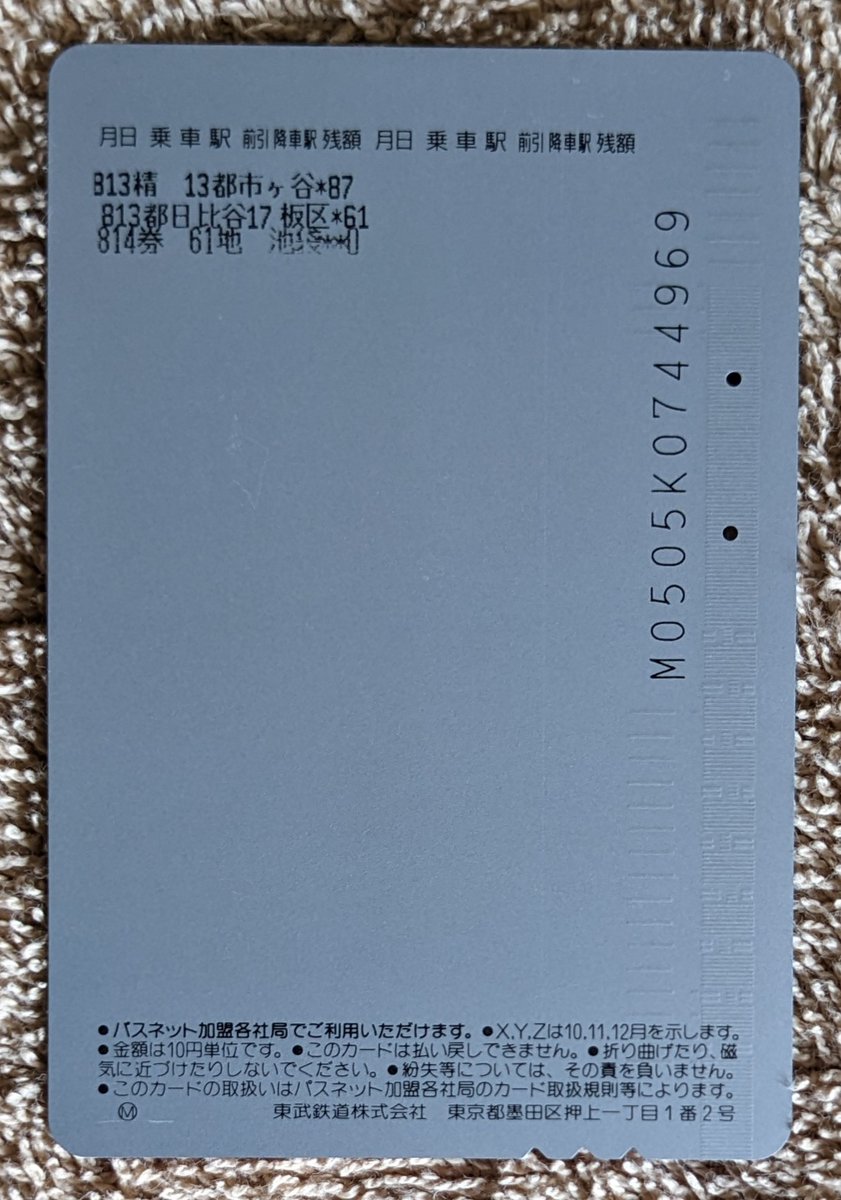 月日 乗車駅 前引降車駅残額 月日 乗車駅 前引降車駅残額
813精 13都市ヶ谷*87
813都日比谷17 板区*61
814券 61地 池袋**0
M0505K0744969
●パスネット加盟各社局でご利用いただけます。●X,Y,Zは10,11,12月を示します。
●金額は10円単位です。●このカードは払い戻しできません。●折り曲げたり、磁
気に近づけたりしないでください。●紛失等については、その責を負いません。
●このカードの取扱いはパスネット加盟各社局のカード取扱規則等によります。
Ⓜ 東武鉄道株式会社 東京都墨田区押上一丁目1番2号